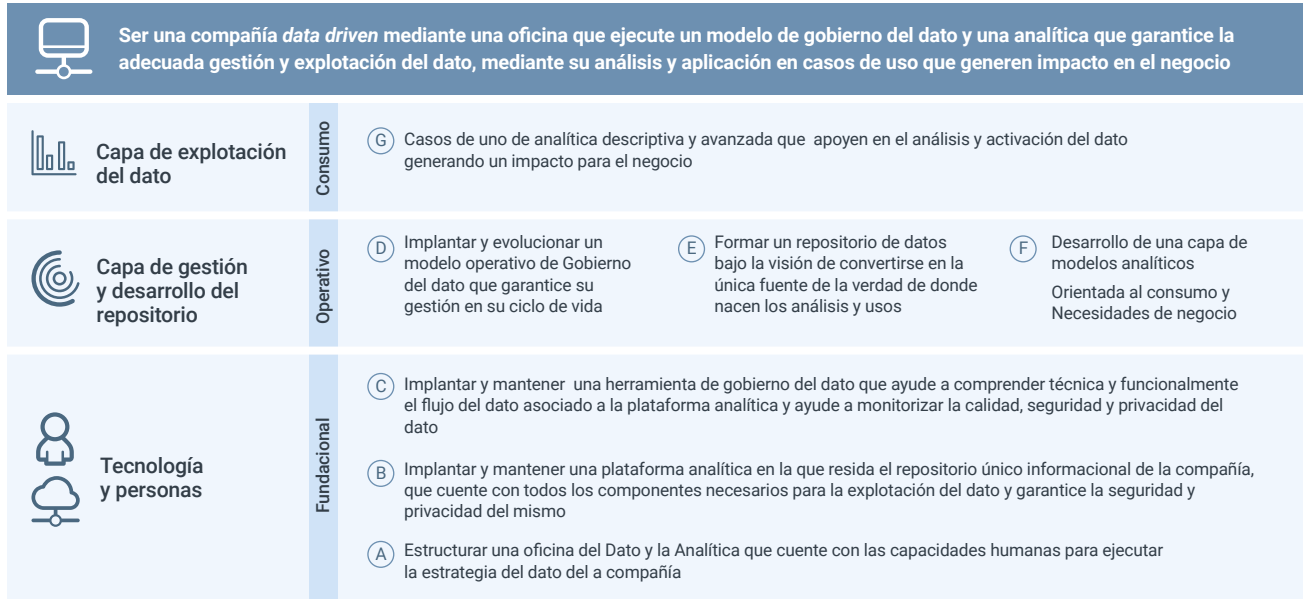 Ser una compañía data driven mediante una oficina que ejecute un modelo de gobierno del dato y una analítica que garantice la
adecuada gestión y explotación del dato, mediante su análisis y aplicación en casos de uso que generen impacto en el negocio
Capa de explotación
del dato
Consumo
G Casos de uno de analítica descriptiva y avanzada que apoyen en el análisis y activación del dato
generando un impacto para el negocio
Capa de gestión
y desarrollo del
repositorio
Operativo
D Implantar y evolucionar un
modelo operativo de Gobierno
del dato que garantice su
gestión en su ciclo de vida
E Formar un repositorio de datos
bajo la visión de convertirse en la
única fuente de la verdad de donde
nacen los análisis y usos
F Desarrollo de una capa de
modelos analíticos
Orientada al consumo y
Necesidades de negocio
Tecnología
y personas
Fundacional
C Implantar y mantener una herramienta de gobierno del dato que ayude a comprender técnica y funcionalmente
el flujo del dato asociado a la plataforma analítica y ayude a monitorizar la calidad, seguridad y privacidad del
dato
B Implantar y mantener una plataforma analítica en la que resida el repositorio único informacional de la compañía,
que cuente con todos los componentes necesarios para la explotación del dato y garantice la seguridad y
privacidad del mismo
A Estructurar una oficina del Dato y la Analítica que cuente con las capacidades humanas para ejecutar
la estrategia del dato del a compañía